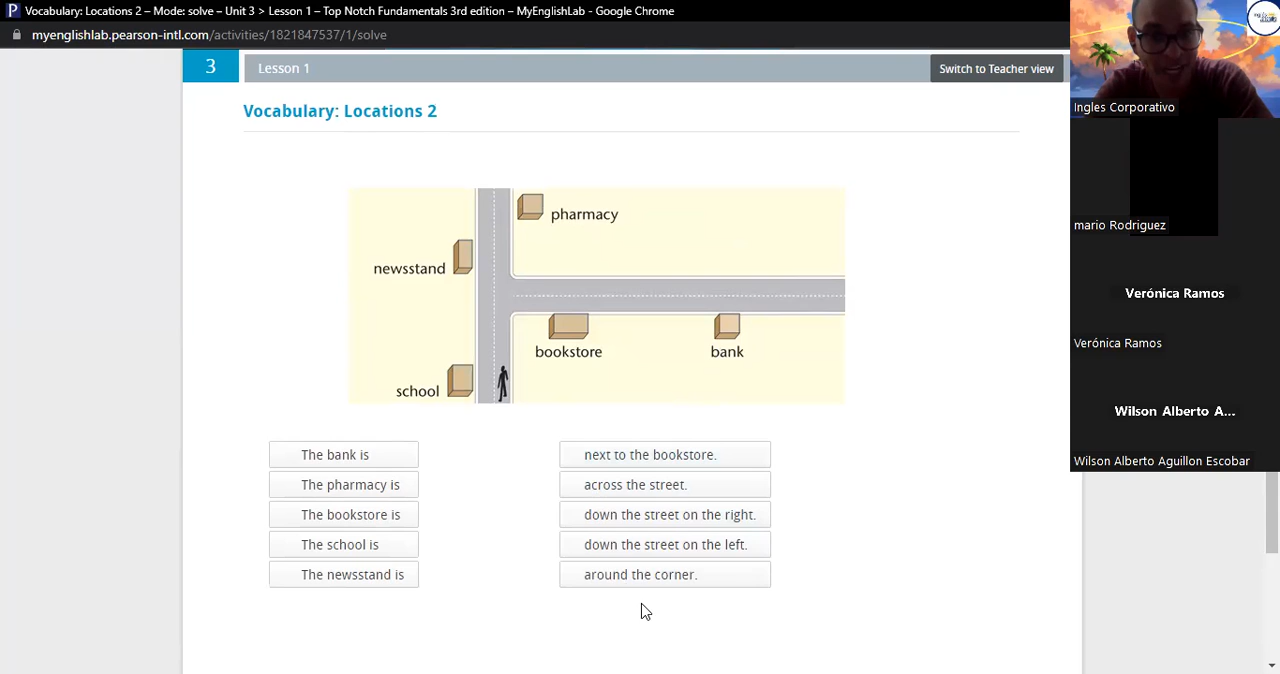 Vocabulary: Locations 2 – Mode: solve – Unit 3 > Lesson 1 – Top Notch Fundamentals 3rd edition – MyEnglishLab - Google Chrome
myenglishlab.pearson-intl.com/activities/1821847537/1/solve
3 Lesson 1 Switch to Teacher view
Vocabulary: Locations 2
pharmacy
newsstand
bookstore bank
school
The bank is next to the bookstore.
The pharmacy is across the street.
The bookstore is down the street on the right.
The school is down the street on the left.
The newsstand is around the corner.
Ingles Corporativo
mario Rodriguez
Verónica Ramos
Verónica Ramos
Wilson Alberto A...
Wilson Alberto Aguillon Escobar